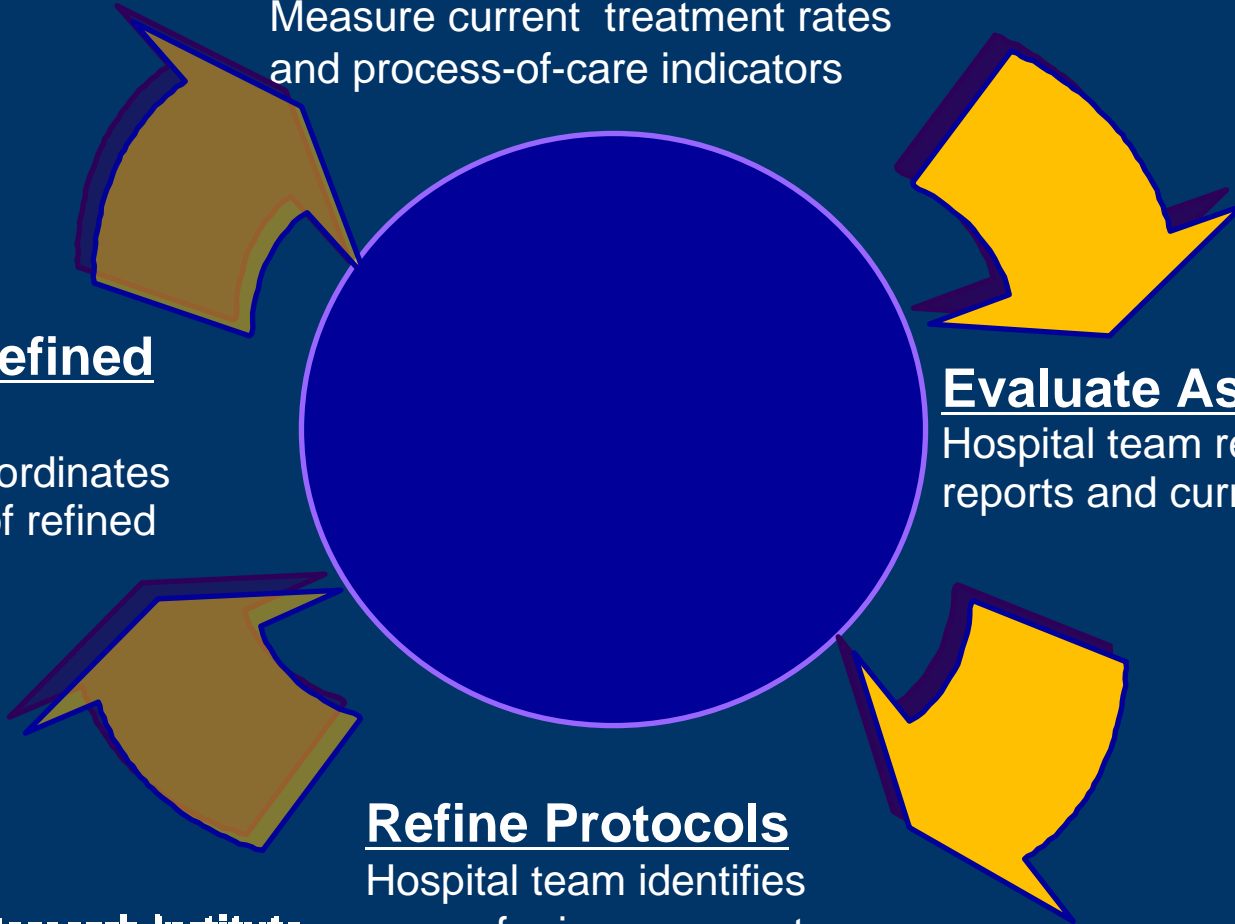 Measure current treatment rates
and process-of-care indicators
efined
ordinates
f refined
Evaluate As
Hospital team re
reports and curr
Refine Protocols
Hospital team identifies